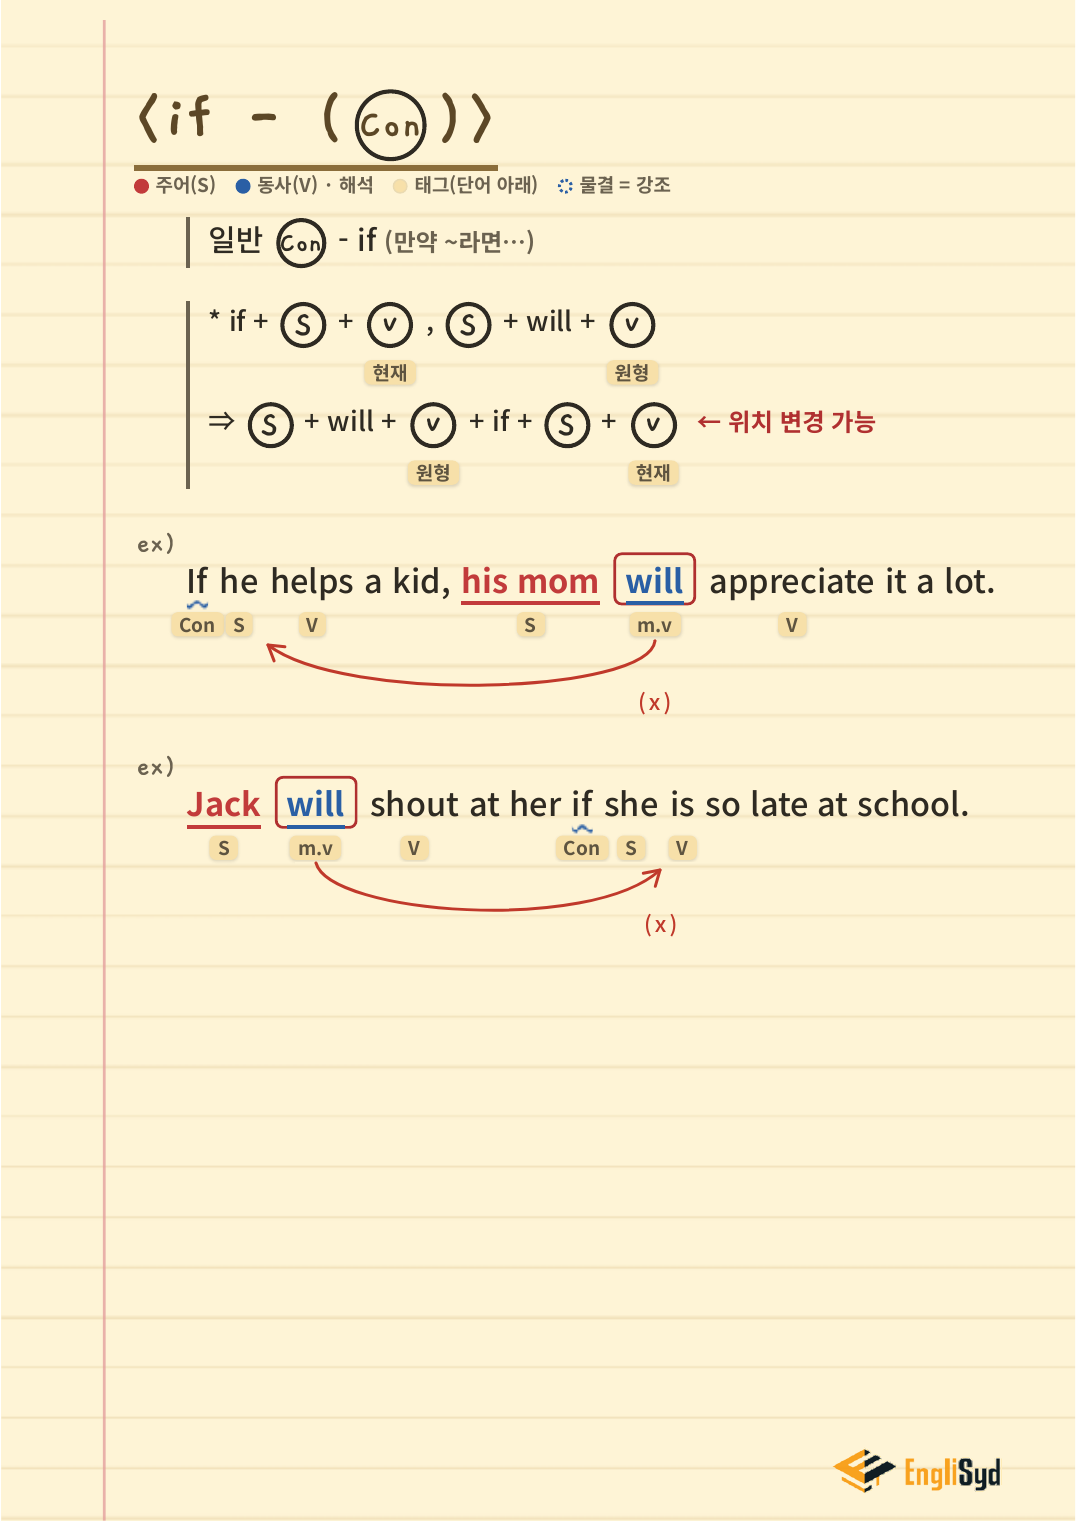 <if - (Con)>
주어(S) 동사(V) · 해석 태그(단어 아래) 물결 = 강조
일반 Con - if (만약 ~라면…)
* if + S + V , S + will + V
현재 원형
⇒ S + will + V + if + S + V ← 위치 변경 가능
원형 현재
ex)
If he helps a kid, his mom will appreciate it a lot.
Con S V S m.v V
(x)
ex)
Jack will shout at her if she is so late at school.
S m.v V Con S V
(x)
EngliSyd